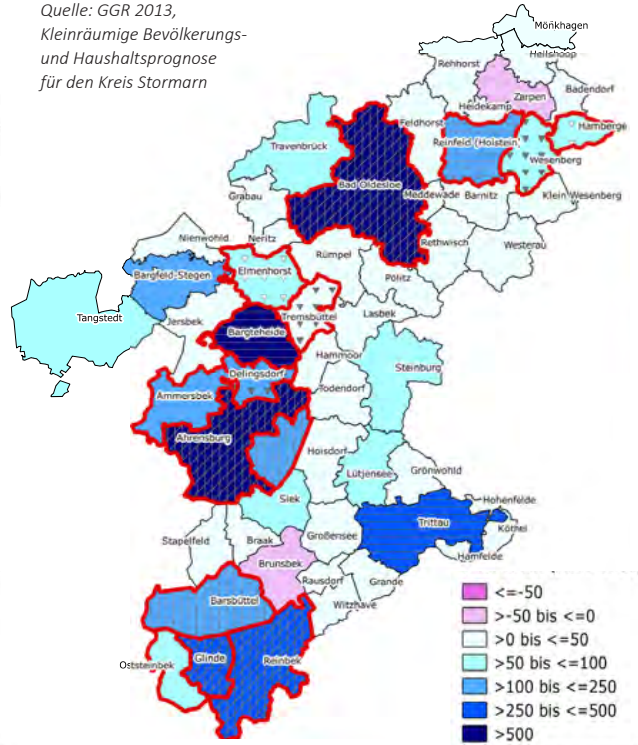 Quelle: GGR 2013,
Kleinräumige Bevölkerungs-
und Haushaltsprognose
für den Kreis Stormarn
Mönkhagen
Heilshoop
Rehhorst
Badendorf
Zarpen
Heidekamp
Feldhorst
Hamberge
Reinfeld (Holstein)
Travenbrück
Wesenberg
Bad Oldesloe
Meddewade
Barnitz
Klein Wesenberg
Grabau
Nienwohld
Neritz
Rethwisch
Westerau
Rümpel
Elmenhorst
Bargfeld-Stegen
Pölitz
Tangstedt
Jersbek
Tremsbüttel
Lasbek
Bargteheide
Hammoor
Steinburg
Delingsdorf
Todendorf
Ammersbek
Ahrensburg
Hoisdorf
Grönwohld
Lütjensee
Siek
Hohenfelde
Trittau
Köthel
Großensee
Stapelfeld
Braak
Hamfelde
Brunsbek
Rausdorf
Grande
Witzhave
Barsbüttel
Oststeinbek
Glinde
Reinbek
<=-50
>-50 bis <=0
>0 bis <=50
>50 bis <=100
>100 bis <=250
>250 bis <=500
>500